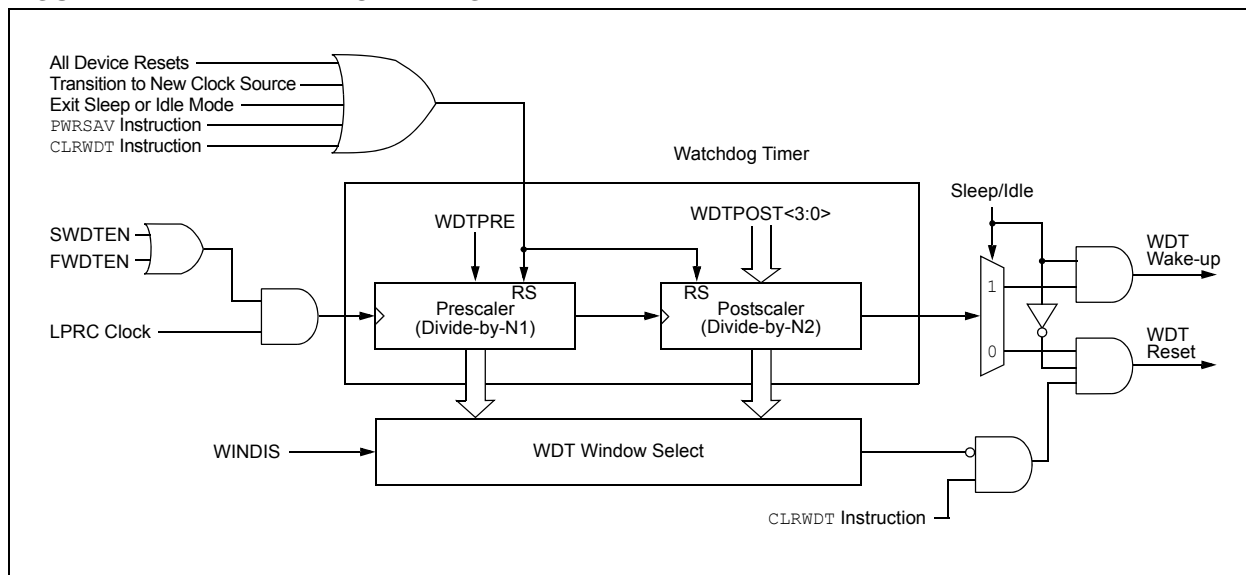 All Device Resets
Transition to New Clock Source
Exit Sleep or Idle Mode
PWRSAV Instruction
CLRWDT Instruction
Watchdog Timer
Sleep/Idle
WDTPRE
WDTPOST<3:0>
SWDTEN
FWDTEN
WDT
Wake-up
RS
RS
1
Prescaler
(Divide-by-N1)
Postscaler
(Divide-by-N2)
LPRC Clock
0
WDT
Reset
WINDIS
WDT Window Select
CLRWDT Instruction